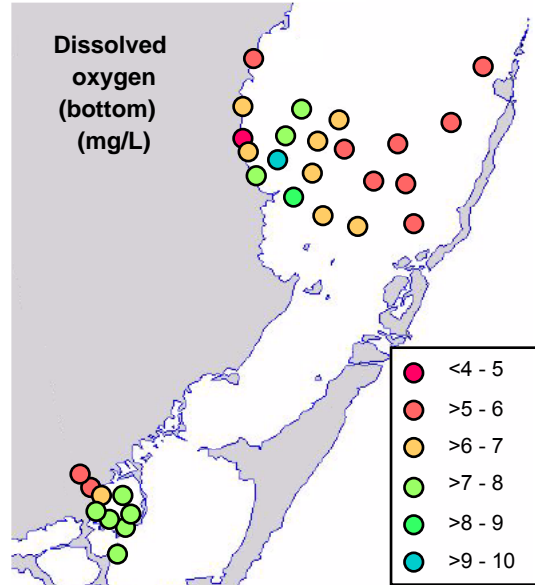 Dissolved
oxygen
(bottom)
(mg/L)
<4 - 5
>5 - 6
>6 - 7
>7 - 8
>8 - 9
>9 - 10